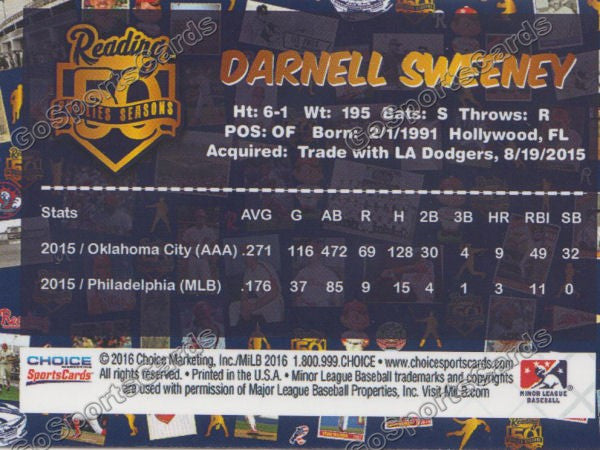 Reading
50
PHILLIES SEASONS
DARNELL SWEENEY
Ht: 6-1 Wt: 195 Bats: S Throws: R
POS: OF Born: 2/1/1991 Hollywood, FL
Acquired: Trade with LA Dodgers, 8/19/2015
Stats AVG G AB R H 2B 3B HR RBI SB
2015 / Oklahoma City (AAA) .271 116 472 69 128 30 4 9 49 32
2015 / Philadelphia (MLB) .176 37 85 9 15 4 1 3 11 0
CHOICE
SportsCards™
© 2016 Choice Marketing, Inc./MiLB 2016 1.800.999.CHOICE • www.choicesportscards.com
All rights reserved. • Printed in the U.S.A. • Minor League Baseball trademarks and copyrights
are used with permission of Major League Baseball Properties, Inc. Visit MiLB.com
MINOR LEAGUE
BASEBALL
GoSportsCards